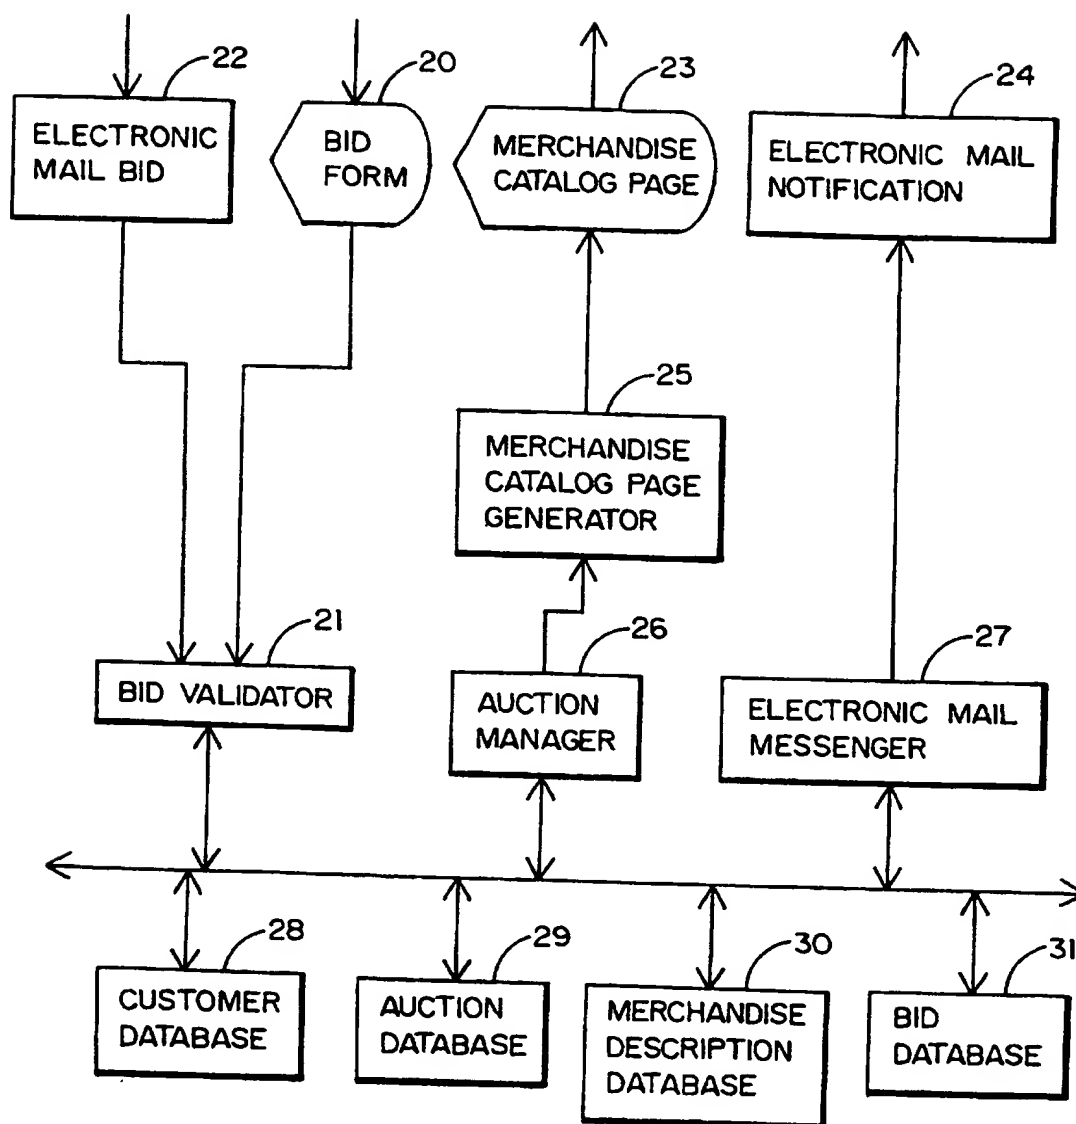 22
20
23
24
ELECTRONIC
MAIL BID
BID
FORM
MERCHANDISE
CATALOG PAGE
ELECTRONIC MAIL
NOTIFICATION
25
MERCHANDISE
CATALOG PAGE
GENERATOR
21
26
27
BID VALIDATOR
AUCTION
MANAGER
ELECTRONIC MAIL
MESSENGER
28
29
30
31
CUSTOMER
DATABASE
AUCTION
DATABASE
MERCHANDISE
DESCRIPTION
DATABASE
BID
DATABASE